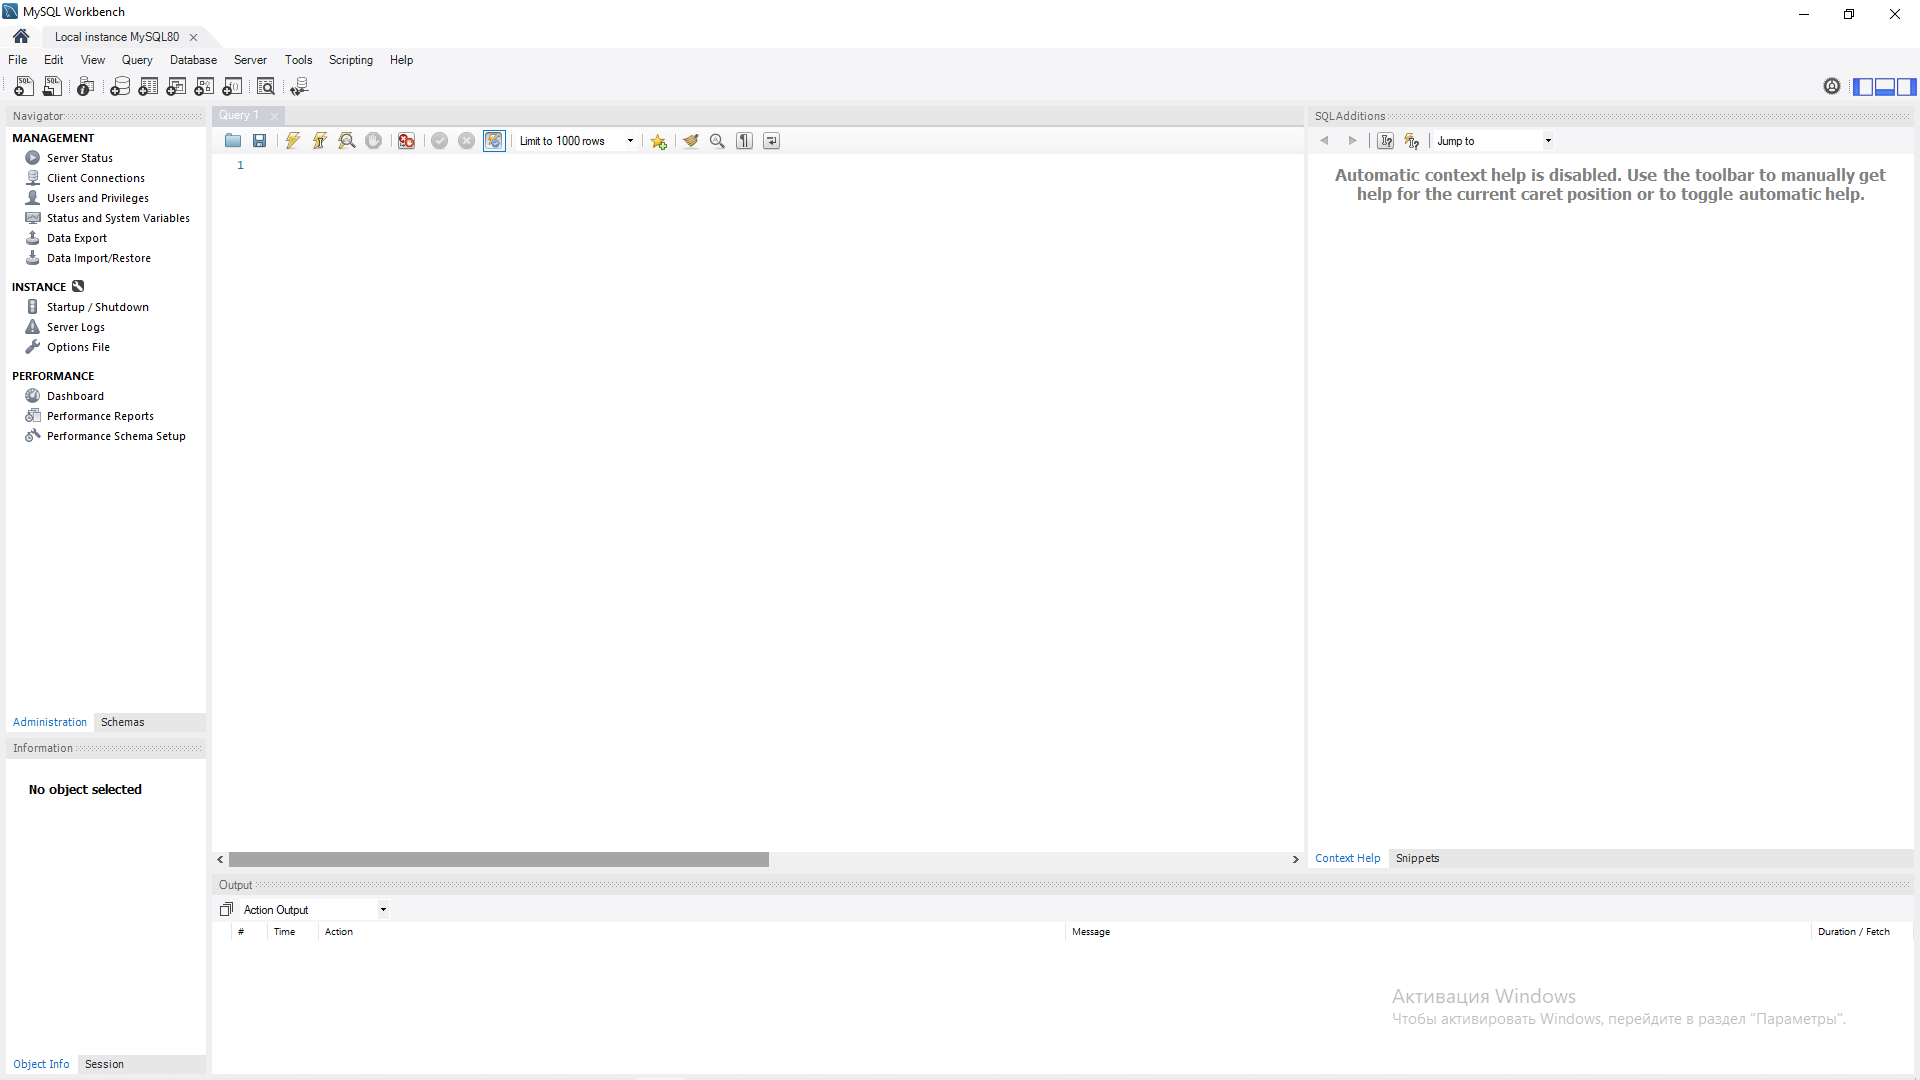 MySQL Workbench
Local instance MySQL80
File Edit View Query Database Server Tools Scripting Help
Navigator
MANAGEMENT
Server Status
Client Connections
Users and Privileges
Status and System Variables
Data Export
Data Import/Restore
INSTANCE
Startup / Shutdown
Server Logs
Options File
PERFORMANCE
Dashboard
Performance Reports
Performance Schema Setup
Administration Schemas
Information
No object selected
Object Info Session
Query 1
Limit to 1000 rows
1
SQLAdditions
Jump to
Automatic context help is disabled. Use the toolbar to manually get
help for the current caret position or to toggle automatic help.
Context Help Snippets
Output
Action Output
# Time Action Message Duration / Fetch
Активация Windows
Чтобы активировать Windows, перейдите в раздел "Параметры".